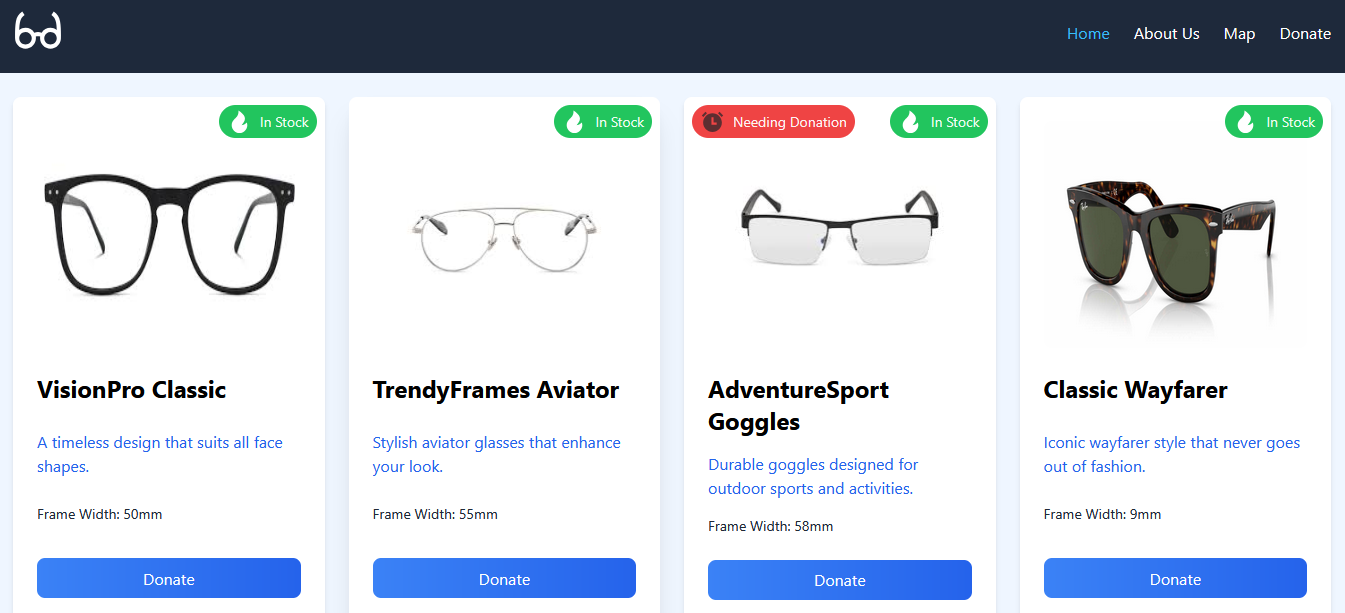 Home About Us Map Donate
In Stock
VisionPro Classic
A timeless design that suits all face
shapes.
Frame Width: 50mm
Donate
In Stock
TrendyFrames Aviator
Stylish aviator glasses that enhance
your look.
Frame Width: 55mm
Donate
Needing Donation In Stock
AdventureSport
Goggles
Durable goggles designed for
outdoor sports and activities.
Frame Width: 58mm
Donate
In Stock
Classic Wayfarer
Iconic wayfarer style that never goes
out of fashion.
Frame Width: 9mm
Donate